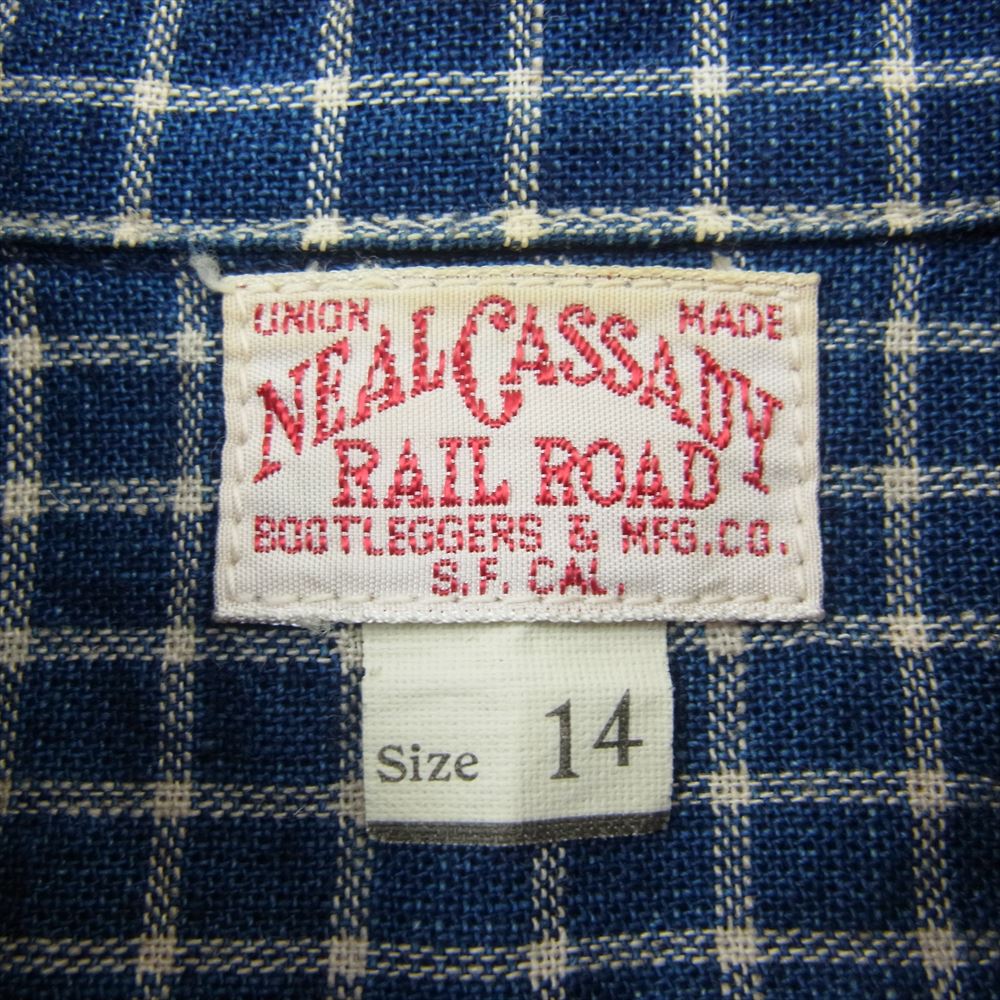 UNION MADE
NEAL CASSADY
RAIL ROAD
BOOTLEGGERS & MFG.CO.
S.F. CAL.
Size 14